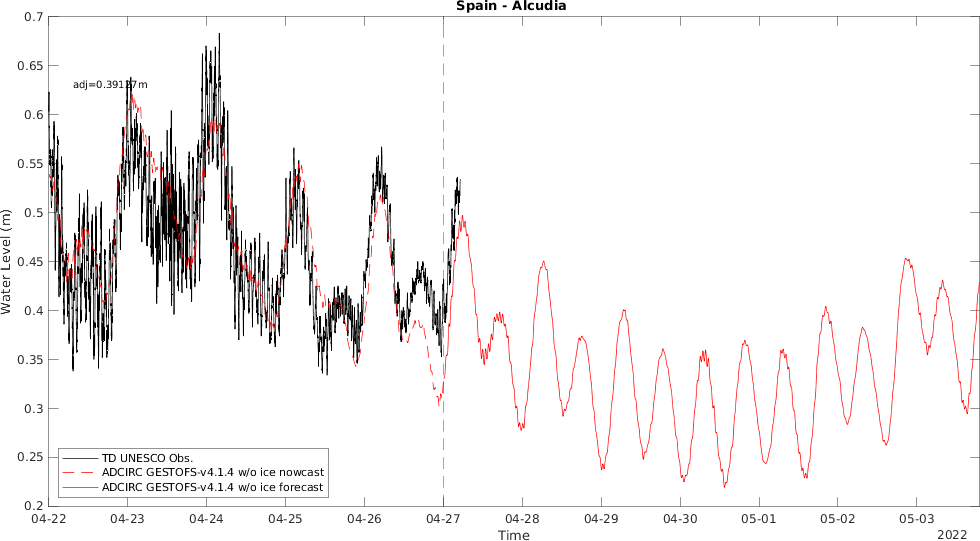 Spain - Alcudia
0.7
0.65
0.6
0.55
0.5
0.45
0.4
0.35
0.3
0.25
0.2
Water Level (m)
adj=0.39127m
TD UNESCO Obs.
ADCIRC GESTOFS-v4.1.4 w/o ice nowcast
ADCIRC GESTOFS-v4.1.4 w/o ice forecast
04-22 04-23 04-24 04-25 04-26 04-27 04-28 04-29 04-30 05-01 05-02 05-03
Time
2022